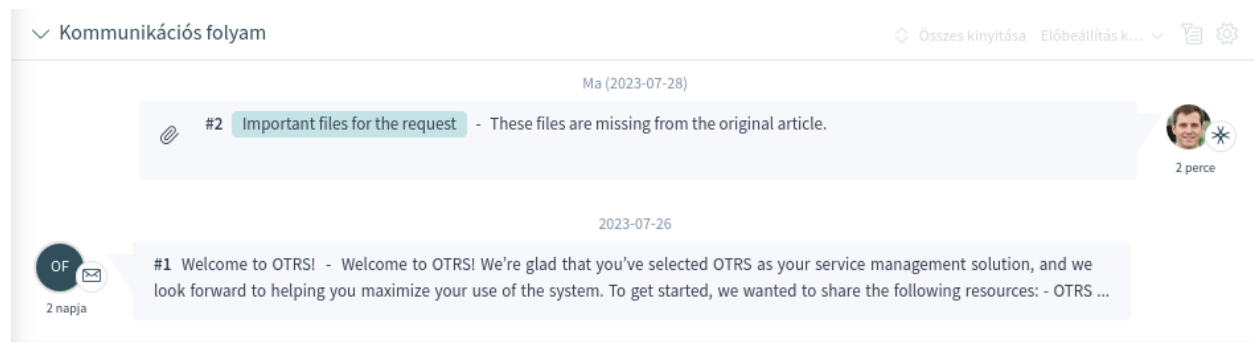 Kommunikációs folyam
Összes kinyitása Előbeállítás k...
Ma (2023-07-28)
#2 Important files for the request - These files are missing from the original article.
2 perce
2023-07-26
OF
#1 Welcome to OTRS! - Welcome to OTRS! We’re glad that you’ve selected OTRS as your service management solution, and we
look forward to helping you maximize your use of the system. To get started, we wanted to share the following resources: - OTRS ...
2 napja